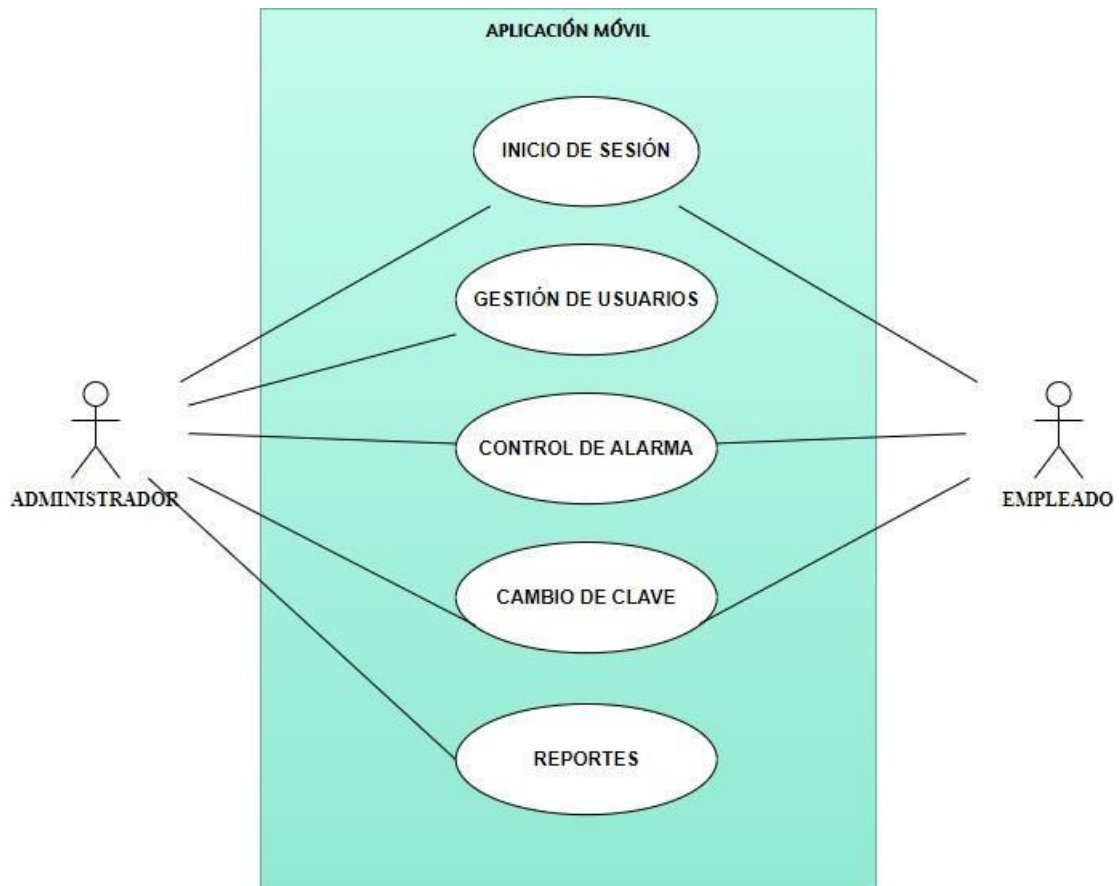 APLICACIÓN MÓVIL
INICIO DE SESIÓN
GESTIÓN DE USUARIOS
CONTROL DE ALARMA
ADMINISTRADOR
EMPLEADO
CAMBIO DE CLAVE
REPORTES